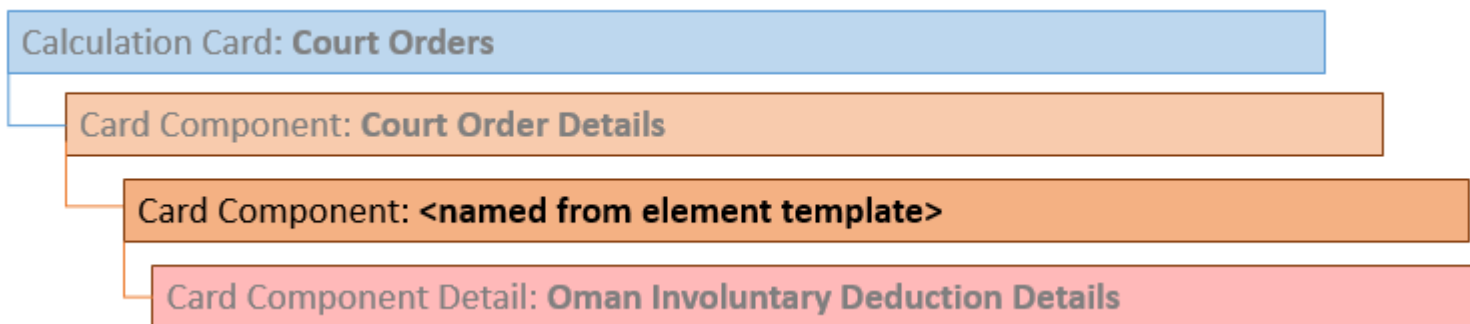 Calculation Card: Court Orders
Card Component: Court Order Details
Card Component: <named from element template>
Card Component Detail: Oman Involuntary Deduction Details